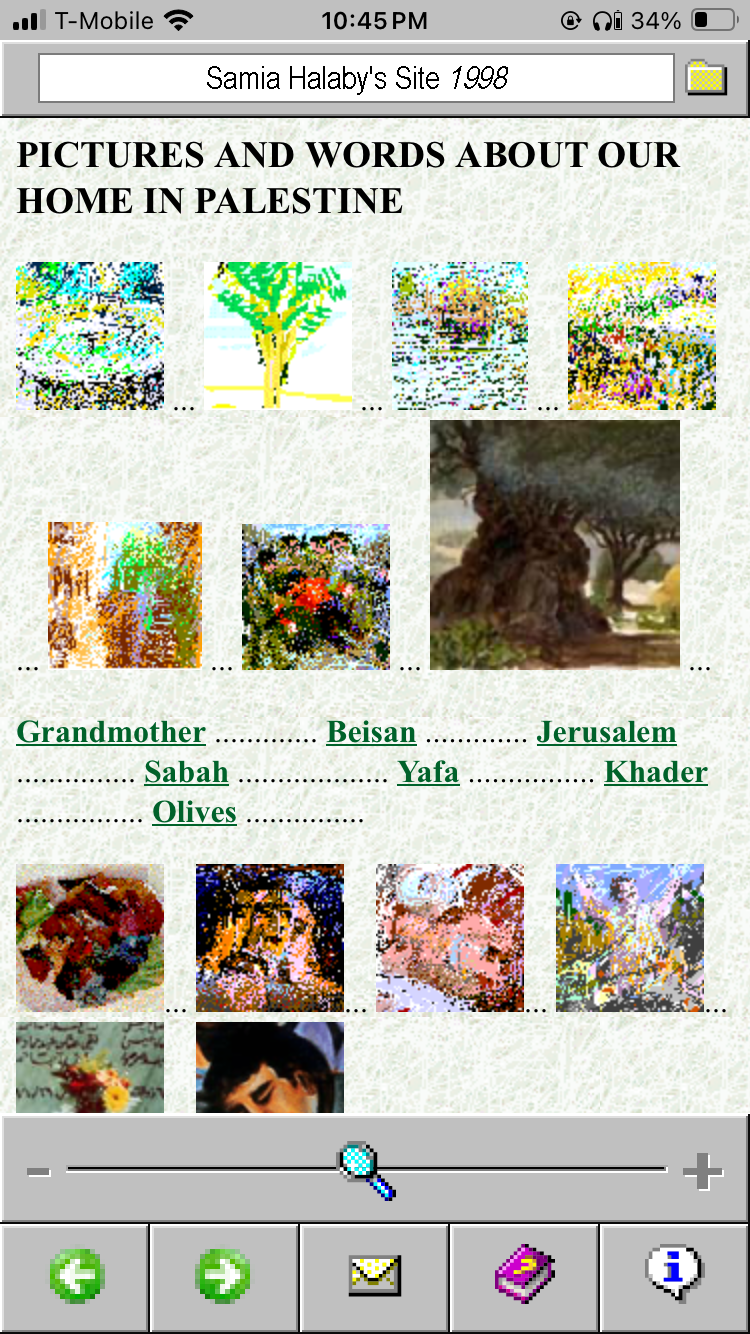 T-Mobile 10:45 PM 34%
Samia Halaby's Site 1998
PICTURES AND WORDS ABOUT OUR
HOME IN PALESTINE
... ... ...
... ... ... ...
Grandmother ............. Beisan ............. Jerusalem
............... Sabah ................... Yafa ................ Khader
................ Olives ...............
... ... ... ...